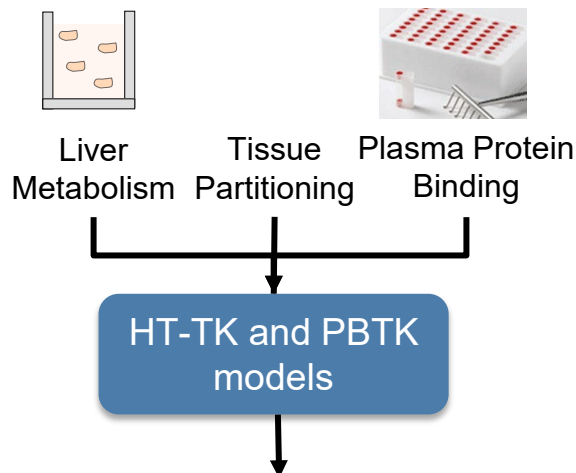 Liver
Metabolism
Tissue
Partitioning
Plasma Protein
Binding
HT-TK and PBTK
models